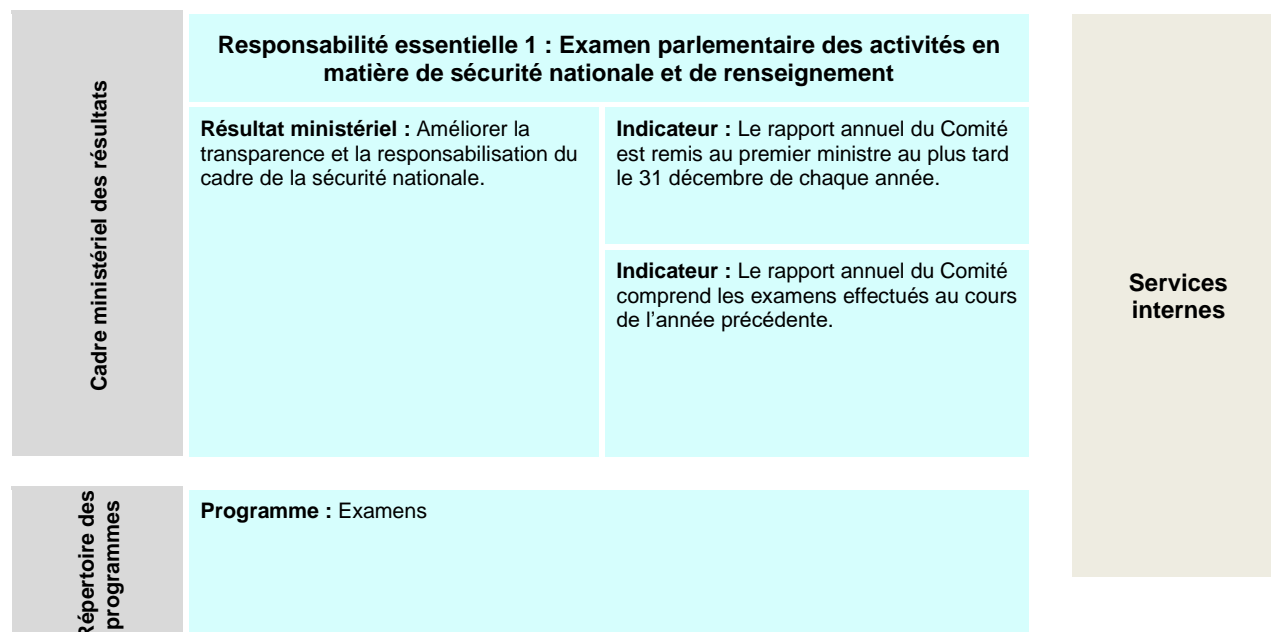 Cadre ministériel des résultats
Responsabilité essentielle 1 : Examen parlementaire des activités en
matière de sécurité nationale et de renseignement
Résultat ministériel : Améliorer la
transparence et la responsabilisation du
cadre de la sécurité nationale.
Indicateur : Le rapport annuel du Comité
est remis au premier ministre au plus tard
le 31 décembre de chaque année.
Indicateur : Le rapport annuel du Comité
comprend les examens effectués au cours
de l’année précédente.
Services
internes
Répertoire des
programmes
Programme : Examens